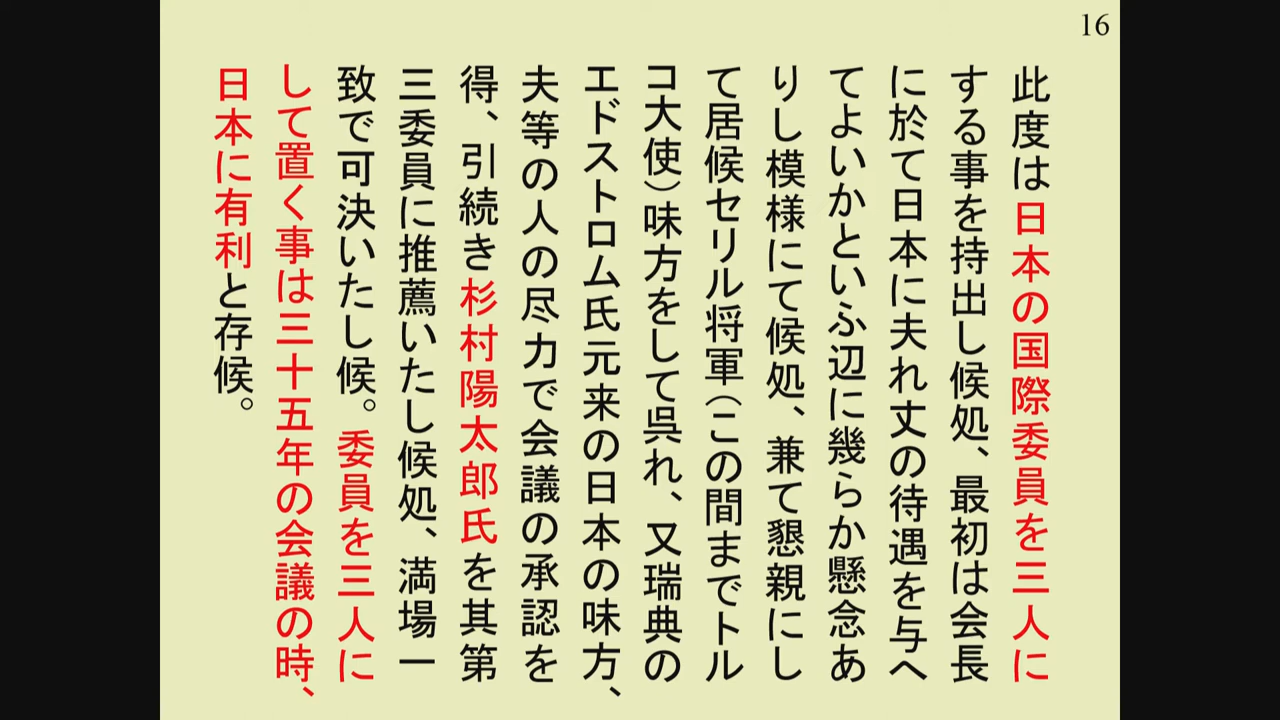 16
此度は日本の国際委員を三人に
する事を持出し候処、最初は会長
に於て日本に夫れ丈の待遇を与へ
てよいかといふ辺に幾らか懸念あ
りし模様にて候処、兼て懇親にし
て居候セリル将軍（この間までトル
コ大使）味方をして呉れ、又瑞典の
エドストロム氏元来の日本の味方、
夫等の人の尽力で会議の承認を
得、引続き杉村陽太郎氏を其第
三委員に推薦いたし候処、満場一
致で可決いたし候。委員を三人に
して置く事は三十五年の会議の時、
日本に有利と存候。